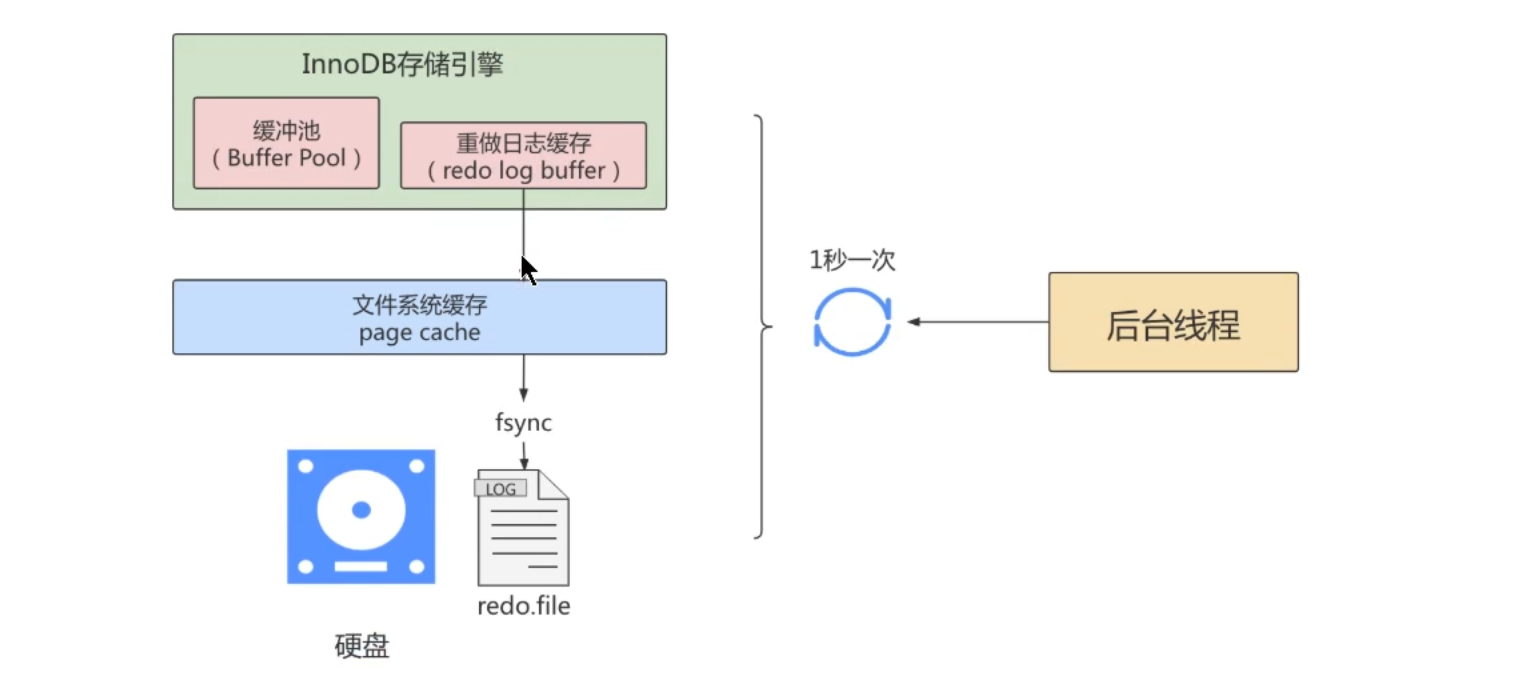 InnoDB存储引擎
缓冲池
（ Buffer Pool ）
重做日志缓存
（ redo log buffer ）
文件系统缓存
page cache
fsync
LOG
redo.file
硬盘
1秒一次
后台线程